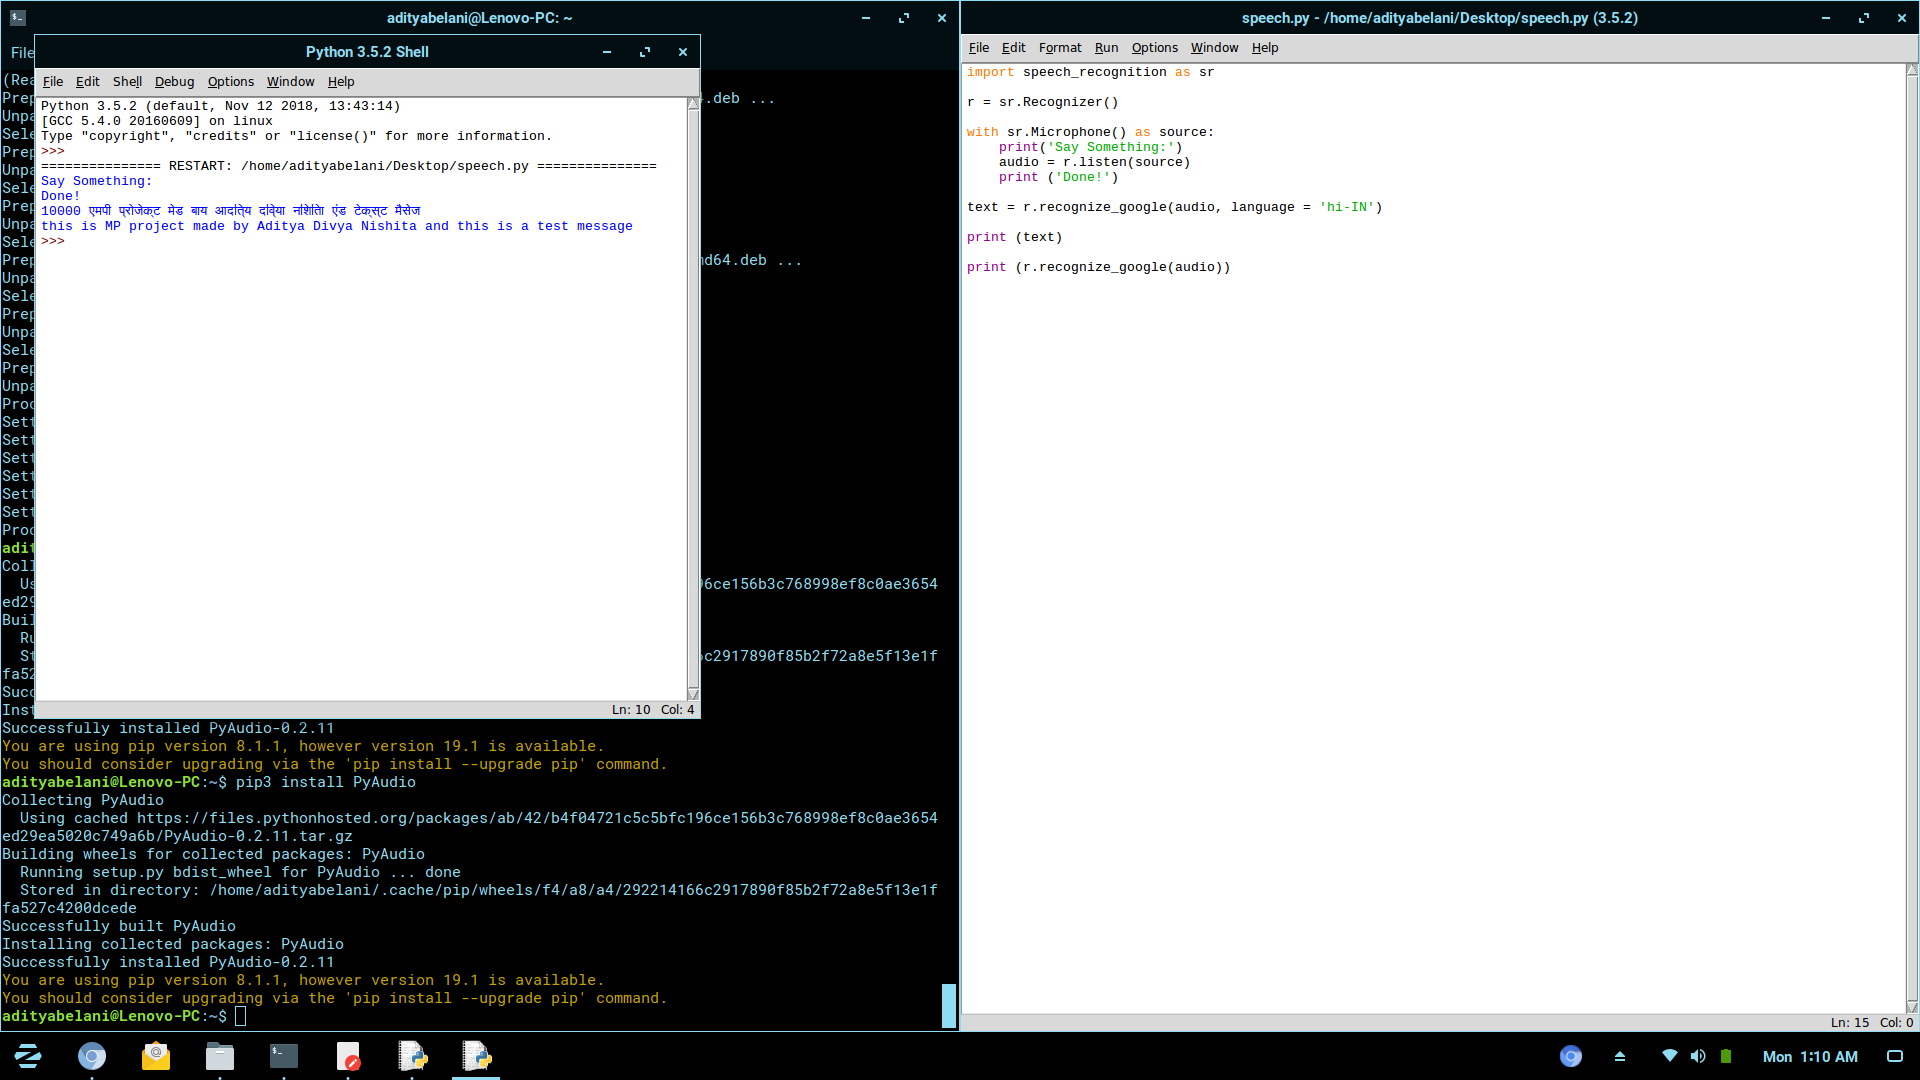 adityabelani@Lenovo-PC: ~
File
Python 3.5.2 Shell
File Edit Shell Debug Options Window Help
Python 3.5.2 (default, Nov 12 2018, 13:43:14)
[GCC 5.4.0 20160609] on linux
Type "copyright", "credits" or "license()" for more information.
>>>
=============== RESTART: /home/adityabelani/Desktop/speech.py ===============
Say Something:
Done!
10000 एमपी प्रोजेक्ट मेड बाय आदित्य दिव्या निशिता एंड टेक्स्ट मैसेज
this is MP project made by Aditya Divya Nishita and this is a test message
>>>
Ln: 10 Col: 4
(Rea
Prep
.deb ...
Unpa
Sele
Prep
Unpa
Sele
Prep
Unpa
Sele
Prep
d64.deb ...
Unpa
Sele
Prep
Unpa
Sele
Prep
Unpa
Proc
Sett
Sett
Sett
Sett
Sett
Sett
Proc
adit
Coll
Us
96ce156b3c768998ef8c0ae3654
ed29
Buil
Ru
St
c2917890f85b2f72a8e5f13e1f
fa52
Succ
Inst
Successfully installed PyAudio-0.2.11
You are using pip version 8.1.1, however version 19.1 is available.
You should consider upgrading via the 'pip install --upgrade pip' command.
adityabelani@Lenovo-PC:~$ pip3 install PyAudio
Collecting PyAudio
Using cached https://files.pythonhosted.org/packages/ab/42/b4f04721c5c5bfc196ce156b3c768998ef8c0ae3654
ed29ea5020c749a6b/PyAudio-0.2.11.tar.gz
Building wheels for collected packages: PyAudio
Running setup.py bdist_wheel for PyAudio ... done
Stored in directory: /home/adityabelani/.cache/pip/wheels/f4/a8/a4/292214166c2917890f85b2f72a8e5f13e1f
fa527c4200dcede
Successfully built PyAudio
Installing collected packages: PyAudio
Successfully installed PyAudio-0.2.11
You are using pip version 8.1.1, however version 19.1 is available.
You should consider upgrading via the 'pip install --upgrade pip' command.
adityabelani@Lenovo-PC:~$
speech.py - /home/adityabelani/Desktop/speech.py (3.5.2)
File Edit Format Run Options Window Help
import speech_recognition as sr
r = sr.Recognizer()
with sr.Microphone() as source:
print('Say Something:')
audio = r.listen(source)
print ('Done!')
text = r.recognize_google(audio, language = 'hi-IN')
print (text)
print (r.recognize_google(audio))
Ln: 15 Col: 0
Mon 1:10 AM